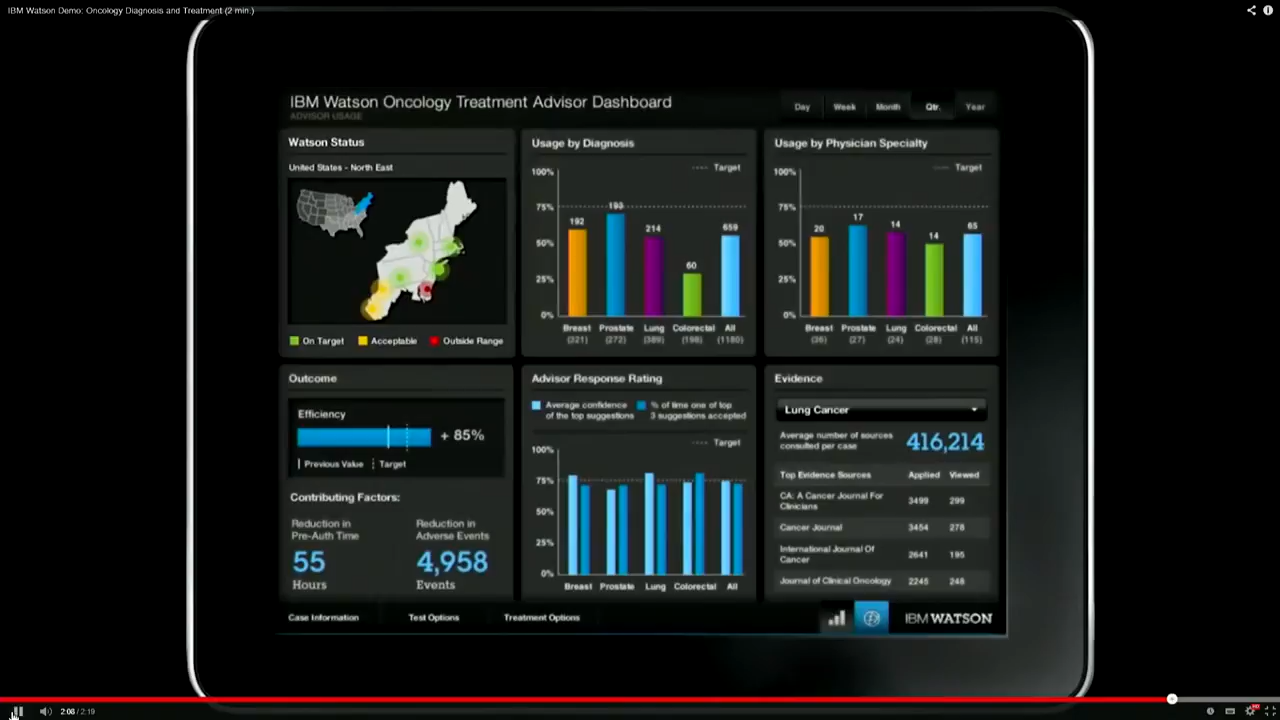 IBM Watson Demo: Oncology Diagnosis and Treatment (2 min.)
IBM Watson Oncology Treatment Advisor Dashboard
ADVISOR USAGE
Day Week Month Qtr. Year
Watson Status
United States - North East
On Target Acceptable Outside Range
Usage by Diagnosis
Target
100%
75%
50%
25%
0%
192 193 214 60 659
Breast Prostate Lung Colorectal All
(321) (272) (389) (198) (1180)
Usage by Physician Specialty
Target
100%
75%
50%
25%
0%
20 17 14 14 65
Breast Prostate Lung Colorectal All
(36) (27) (24) (28) (115)
Outcome
Efficiency
+ 85%
Previous Value Target
Contributing Factors:
Reduction in
Pre-Auth Time
55
Hours
Reduction in
Adverse Events
4,958
Events
Advisor Response Rating
Average confidence
of the top suggestions
% of time one of top
3 suggestions accepted
Target
100%
75%
50%
25%
0%
Breast Prostate Lung Colorectal All
Evidence
Lung Cancer
Average number of sources
consulted per case
416,214
Top Evidence Sources Applied Viewed
CA: A Cancer Journal For
Clinicians 3499 299
Cancer Journal 3454 278
International Journal Of
Cancer 2641 195
Journal of Clinical Oncology 2245 248
Case Information Test Options Treatment Options
IBM WATSON
2:08 / 2:19